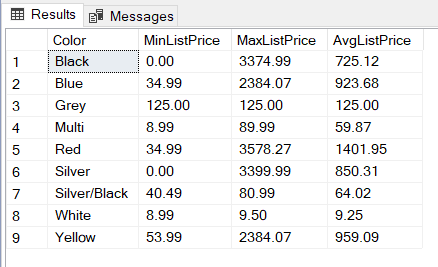 Results Messages
Color MinListPrice MaxListPrice AvgListPrice
1 Black 0.00 3374.99 725.12
2 Blue 34.99 2384.07 923.68
3 Grey 125.00 125.00 125.00
4 Multi 8.99 89.99 59.87
5 Red 34.99 3578.27 1401.95
6 Silver 0.00 3399.99 850.31
7 Silver/Black 40.49 80.99 64.02
8 White 8.99 9.50 9.25
9 Yellow 53.99 2384.07 959.09